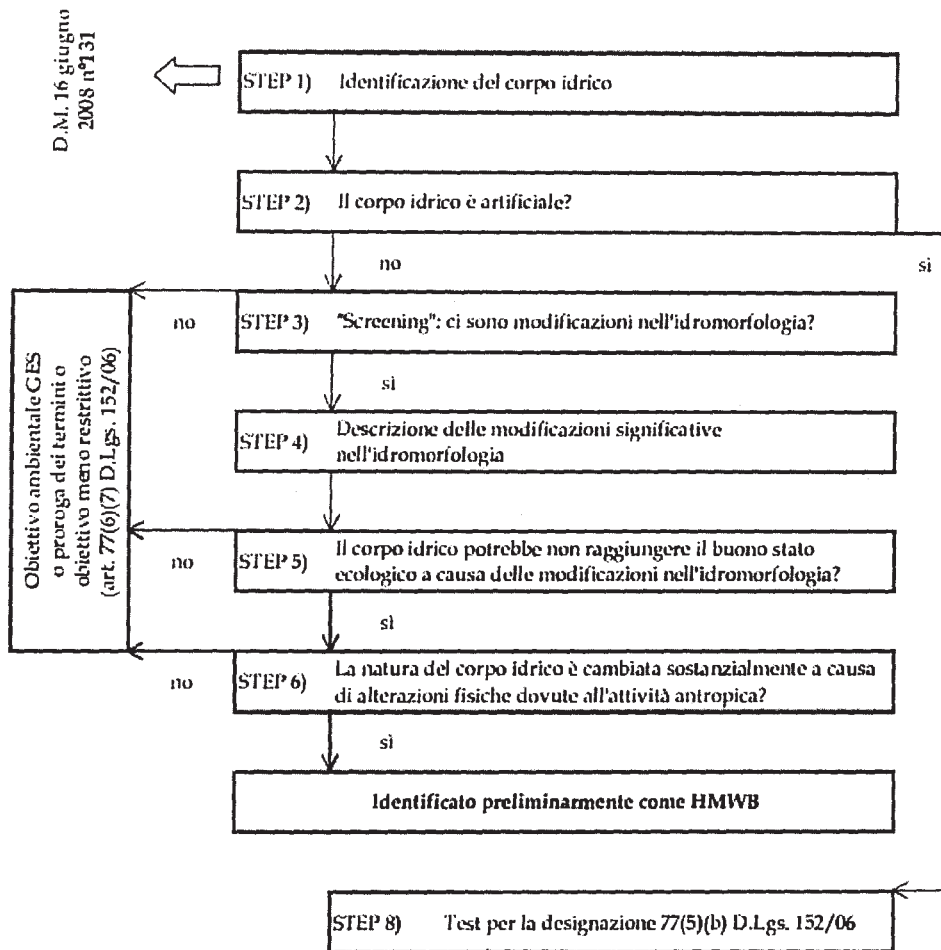 D.M. 16 giugno
2008 n°131
STEP 1) Identificazione del corpo idrico
STEP 2) Il corpo idrico è artificiale?
no
sì
Obiettivo ambientale GES
o proroga dei termini o
obiettivo meno restrittivo
(art. 77(6)(7) D.Lgs. 152/06)
no
STEP 3) "Screening": ci sono modificazioni nell'idromorfologia?
sì
STEP 4) Descrizione delle modificazioni significative
nell'idromorfologia
no
STEP 5) Il corpo idrico potrebbe non raggiungere il buono stato
ecologico a causa delle modificazioni nell'idromorfologia?
sì
no
STEP 6) La natura del corpo idrico è cambiata sostanzialmente a causa
di alterazioni fisiche dovute all'attività antropica?
sì
Identificato preliminarmente come HMWB
STEP 8) Test per la designazione 77(5)(b) D.Lgs. 152/06